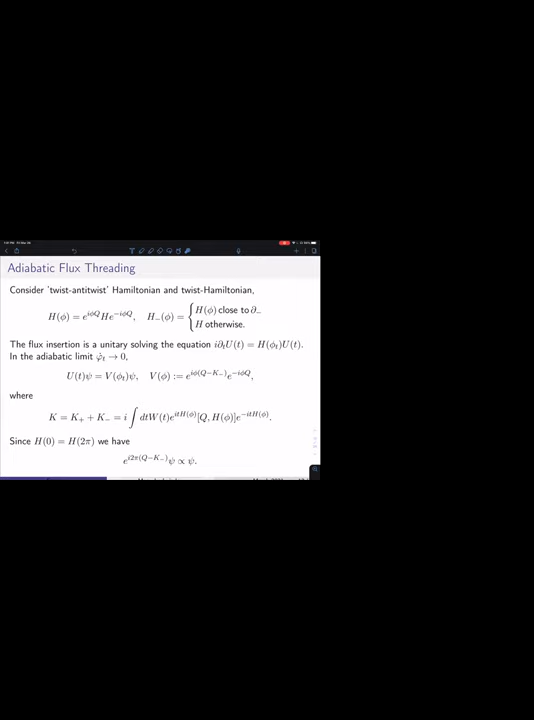 Adiabatic Flux Threading
Consider 'twist-antitwist' Hamiltonian and twist-Hamiltonian,
H(ϕ) = e^{iϕQ}He^{−iϕQ}, H_−(ϕ) = { H(ϕ) close to ∂_−
H otherwise.
The flux insertion is a unitary solving the equation i∂_tU(t) = H(ϕ_t)U(t).
In the adiabatic limit φ̇_t → 0,
U(t)ψ = V(ϕ_t)ψ, V(ϕ) := e^{iϕ(Q−K_−)}e^{−iϕQ},
where
K = K_+ + K_− = i ∫ dtW(t)e^{itH(ϕ)}[Q, H(ϕ)]e^{−itH(ϕ)}.
Since H(0) = H(2π) we have
e^{i2π(Q−K_−)}ψ ∝ ψ.